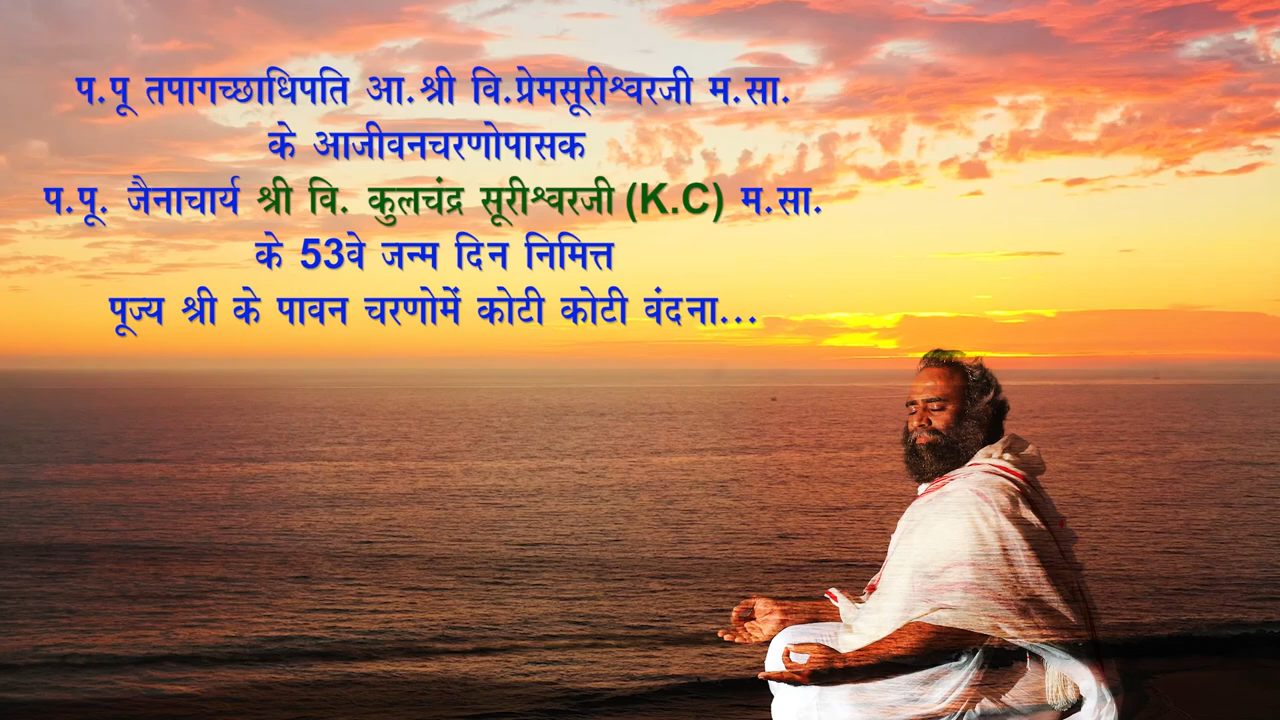 प.पू तपागच्छाधिपति आ.श्री वि.प्रेमसूरीश्वरजी म.सा.
के आजीवनचरणोपासक
प.पू. जैनाचार्य श्री वि. कुलचंद्र सूरीश्वरजी (K.C) म.सा.
के 53वे जन्म दिन निमित्त
पूज्य श्री के पावन चरणोमें कोटी कोटी वंदना...